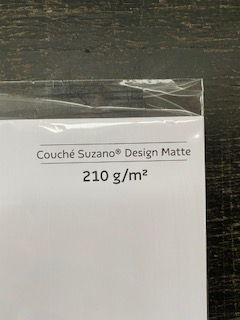 Couché Suzano® Design Matte
210 g/m²